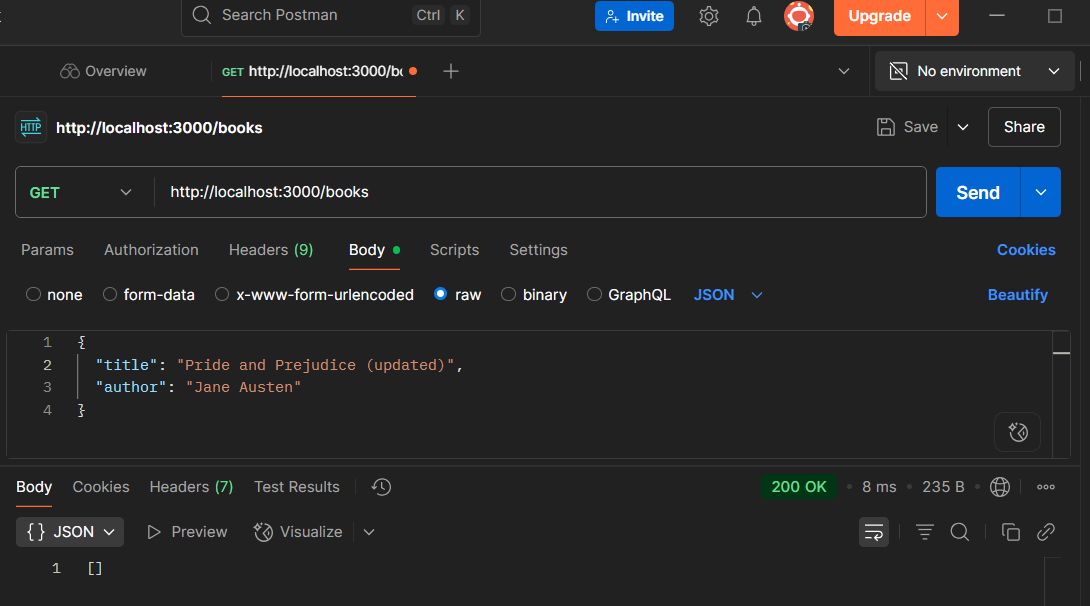 Search Postman Ctrl K Invite Upgrade
Overview GET http://localhost:3000/bo No environment
HTTP http://localhost:3000/books Save Share
GET http://localhost:3000/books Send
Params Authorization Headers (9) Body Scripts Settings Cookies
none form-data x-www-form-urlencoded raw binary GraphQL JSON Beautify
1 {
2 "title": "Pride and Prejudice (updated)",
3 "author": "Jane Austen"
4 }
Body Cookies Headers (7) Test Results 200 OK • 8 ms • 235 B •
{} JSON Preview Visualize
1 []